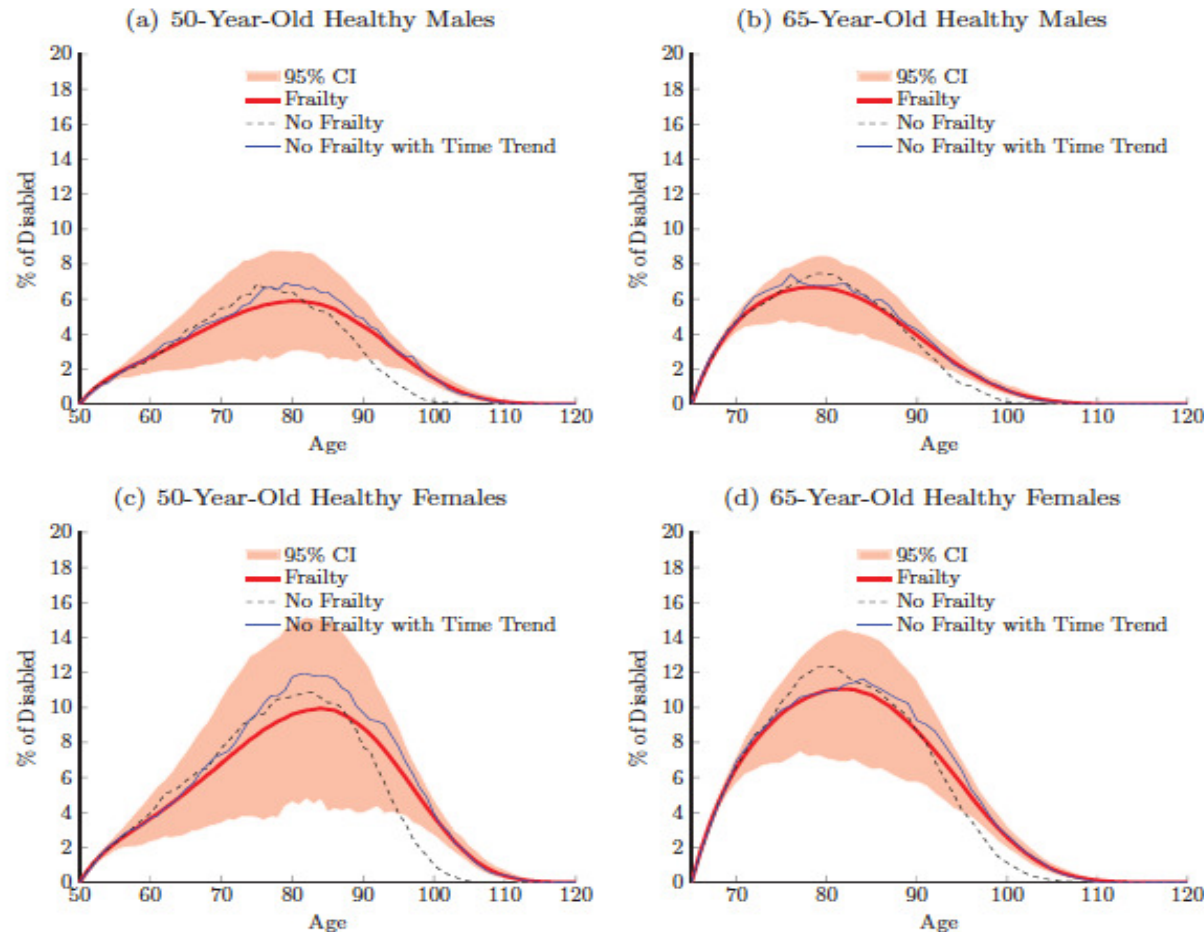 (a) 50-Year-Old Healthy Males
20
18
16
14
12
10
8
6
4
2
0
% of Disabled
95% CI
Frailty
No Frailty
No Frailty with Time Trend
50 60 70 80 90 100 110 120
Age
(b) 65-Year-Old Healthy Males
20
18
16
14
12
10
8
6
4
2
0
% of Disabled
95% CI
Frailty
No Frailty
No Frailty with Time Trend
70 80 90 100 110 120
Age
(c) 50-Year-Old Healthy Females
20
18
16
14
12
10
8
6
4
2
0
% of Disabled
95% CI
Frailty
No Frailty
No Frailty with Time Trend
50 60 70 80 90 100 110 120
Age
(d) 65-Year-Old Healthy Females
20
18
16
14
12
10
8
6
4
2
0
% of Disabled
95% CI
Frailty
No Frailty
No Frailty with Time Trend
70 80 90 100 110 120
Age